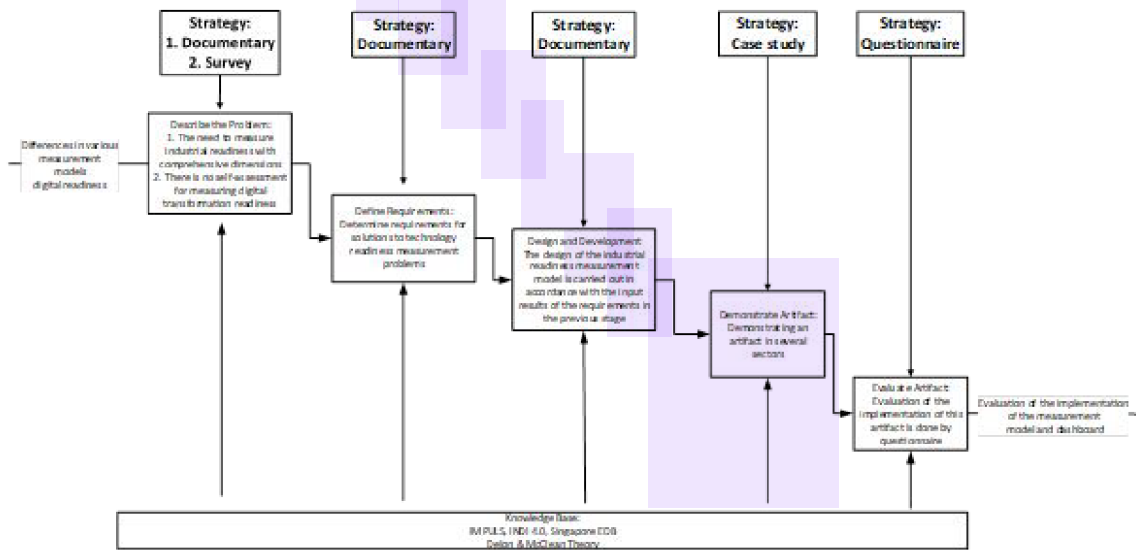 Strategy:
1. Documentary
2. Survey
Strategy:
Documentary
Strategy:
Documentary
Strategy:
Case study
Strategy:
Questionnaire
Differences in various
measurement
models
digital readiness
Describe the Problem:
1. The need to measure
industrial readiness with
comprehensive dimensions
2. There is no self-assessment
for measuring digital
transformation readiness
Define Requirements:
Determine requirements for
solutions to technology
readiness measurement
problems
Design and Development
The design of the industrial
readiness measurement
model is carried out in
accordance with the input
results of the requirements in
the previous stage
Demonstrate Artifact:
Demonstrating an
artifact in several
sectors
Evaluate Artifact
Evaluation of the
implementation of this
artifact is done by
questionnaire
Evaluation of the implementation
of the measurement
model and dashboard
Knowledge Base:
IMPULS, INDI 4.0, Singapore EDB
Delon & McClean Theory